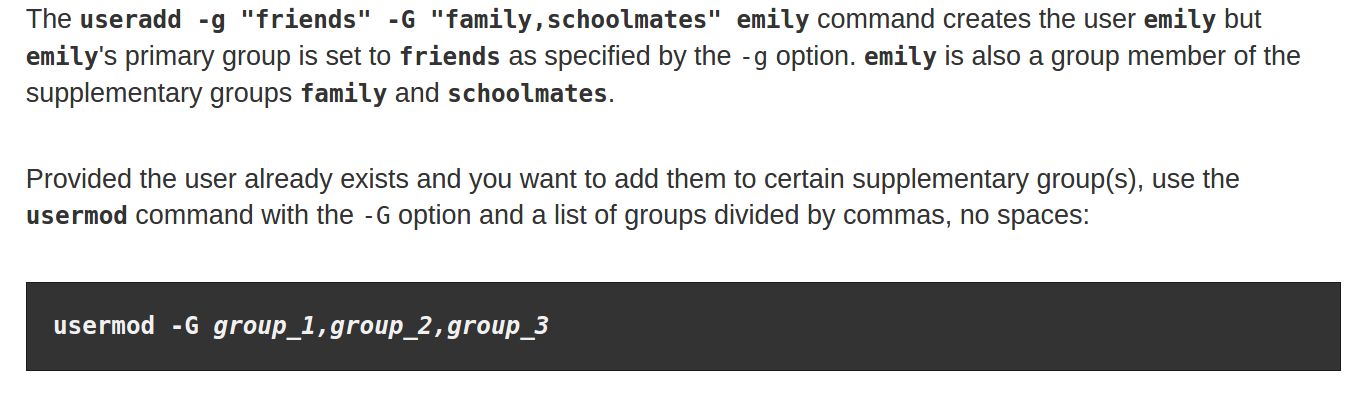 The useradd -g "friends" -G "family,schoolmates" emily command creates the user emily but
emily's primary group is set to friends as specified by the -g option. emily is also a group member of the
supplementary groups family and schoolmates.
Provided the user already exists and you want to add them to certain supplementary group(s), use the
usermod command with the -G option and a list of groups divided by commas, no spaces:
usermod -G group_1,group_2,group_3